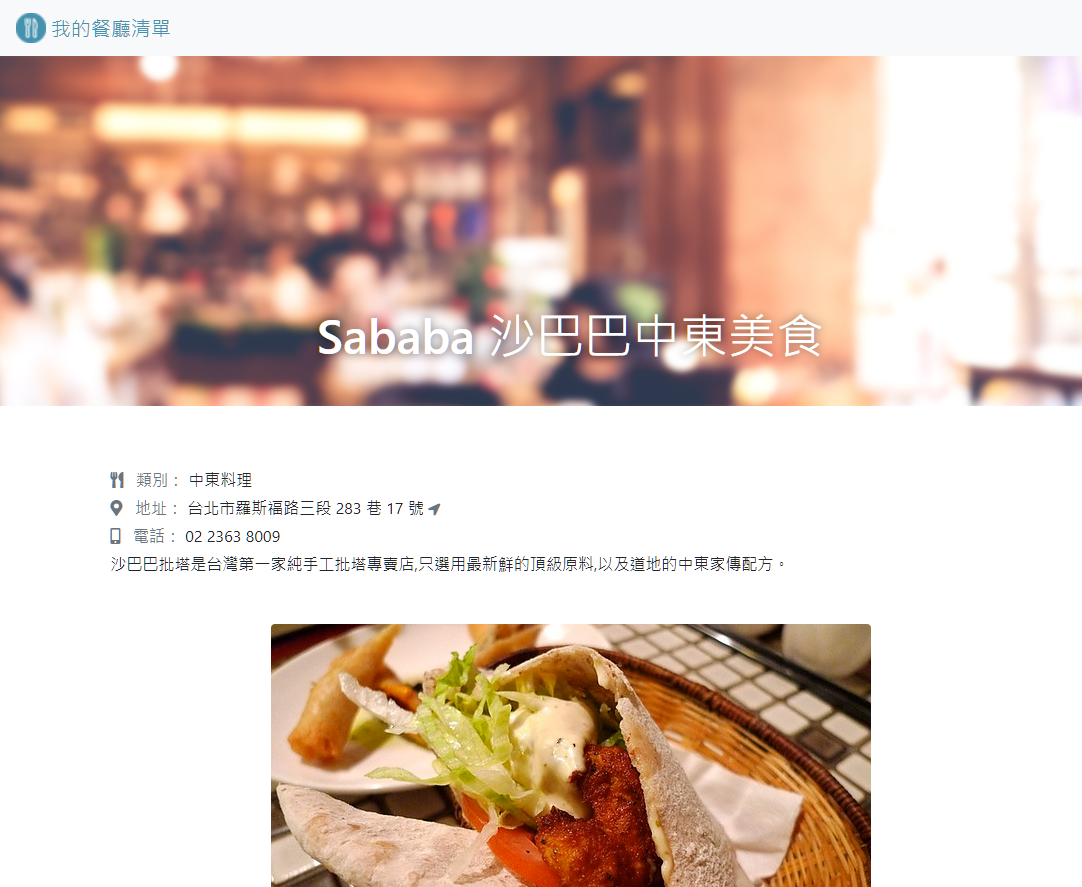 我的餐廳清單
Sababa 沙巴巴中東美食
類別： 中東料理
地址： 台北市羅斯福路三段 283 巷 17 號
電話： 02 2363 8009
沙巴巴批塔是台灣第一家純手工批塔專賣店,只選用最新鮮的頂級原料,以及道地的中東家傳配方。